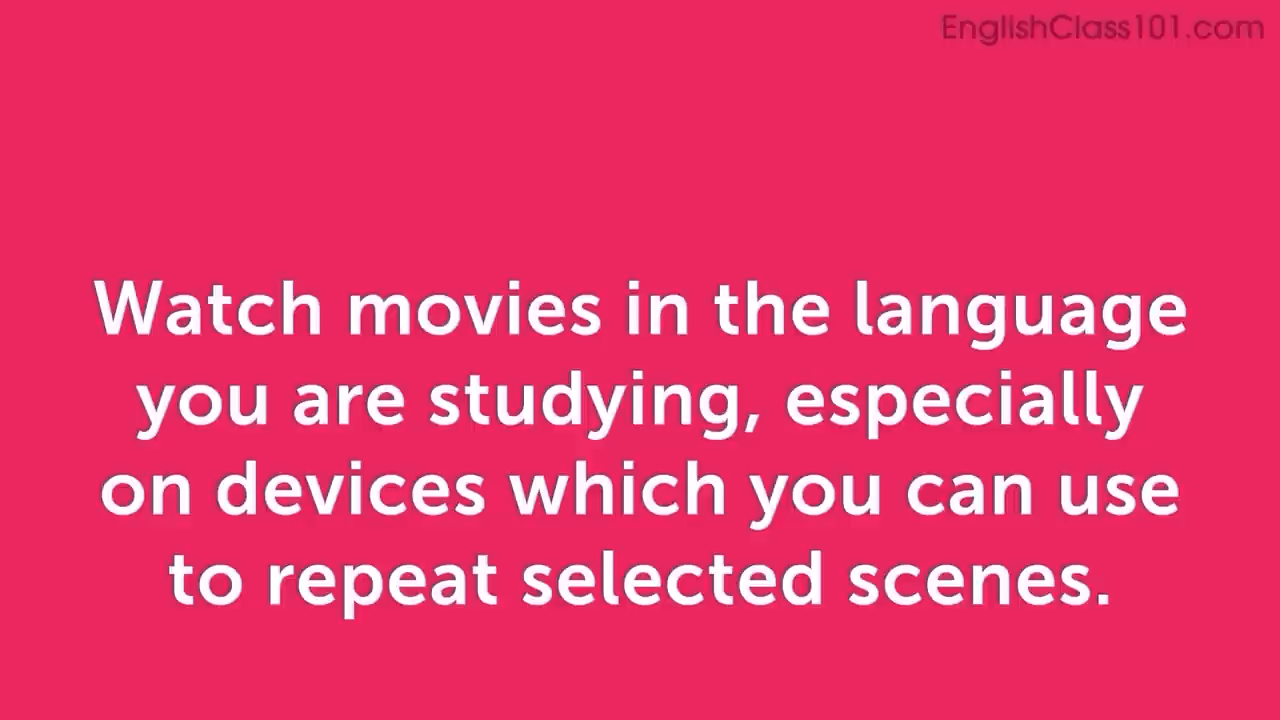 EnglishClass101.com
Watch movies in the language
you are studying, especially
on devices which you can use
to repeat selected scenes.